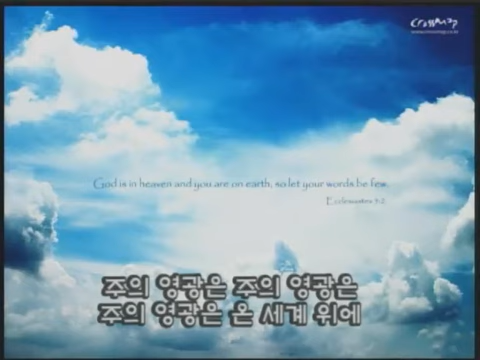 CrossMap
God is in heaven and you are on earth, so let your words be few.
Ecclesiastes 5:2
주의 영광은 주의 영광은
주의 영광은 온 세계 위에